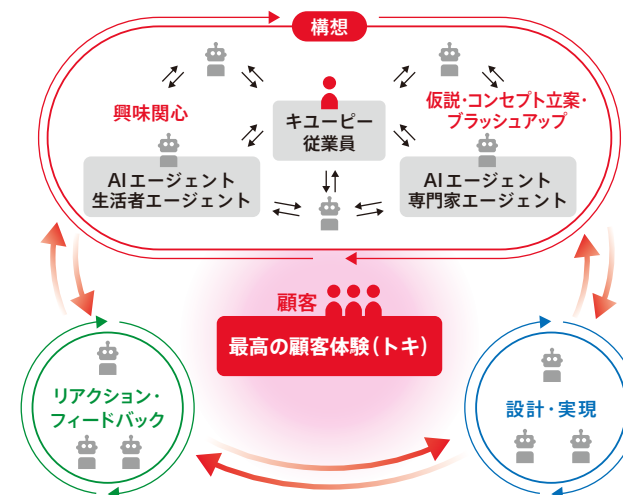 構想
興味関心
キユーピー
従業員
仮説・コンセプト立案・
ブラッシュアップ
AIエージェント
生活者エージェント
AIエージェント
専門家エージェント
顧客
最高の顧客体験(トキ)
リアクション・
フィードバック
設計・実現